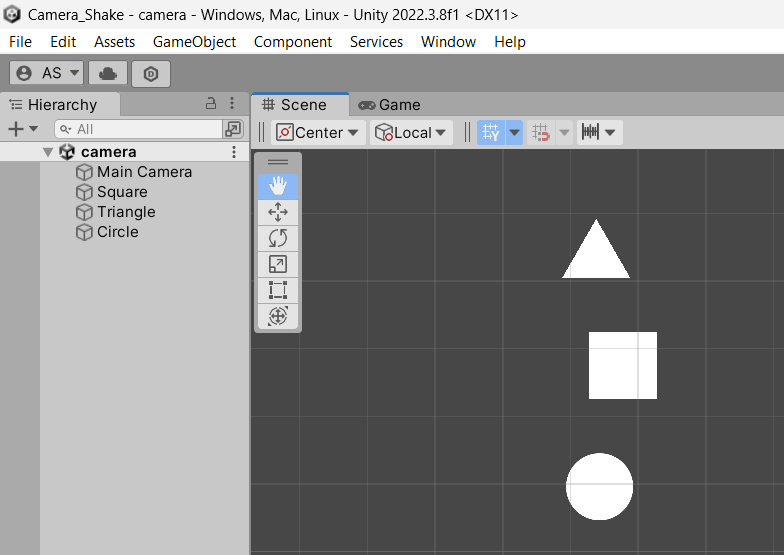 Camera_Shake - camera - Windows, Mac, Linux - Unity 2022.3.8f1 <DX11>
File Edit Assets GameObject Component Services Window Help
AS
Hierarchy
Scene
Game
All
Center
Local
camera
Main Camera
Square
Triangle
Circle